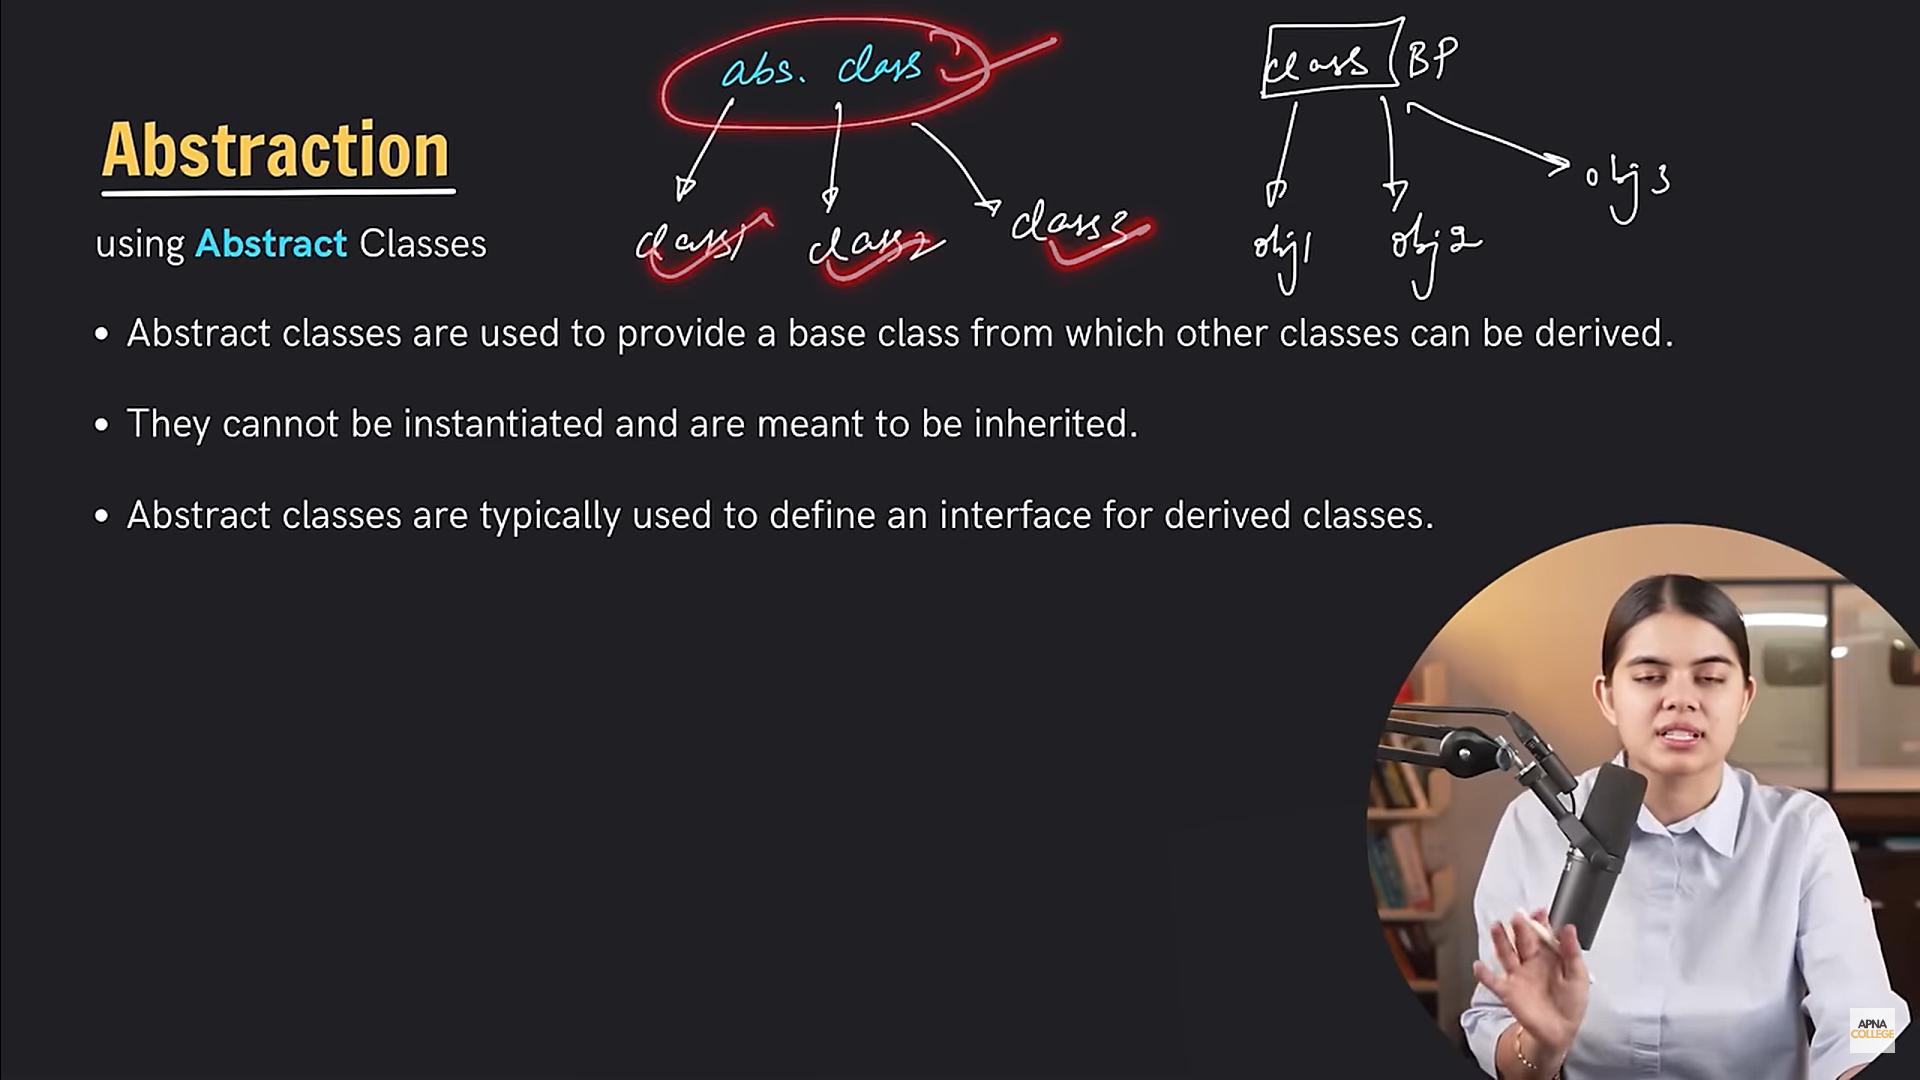 abs. class
class BP
Abstraction
obj3
using Abstract Classes
class1 class2 class3
obj1 obj2
• Abstract classes are used to provide a base class from which other classes can be derived.
• They cannot be instantiated and are meant to be inherited.
• Abstract classes are typically used to define an interface for derived classes.
APNA
COLLEGE